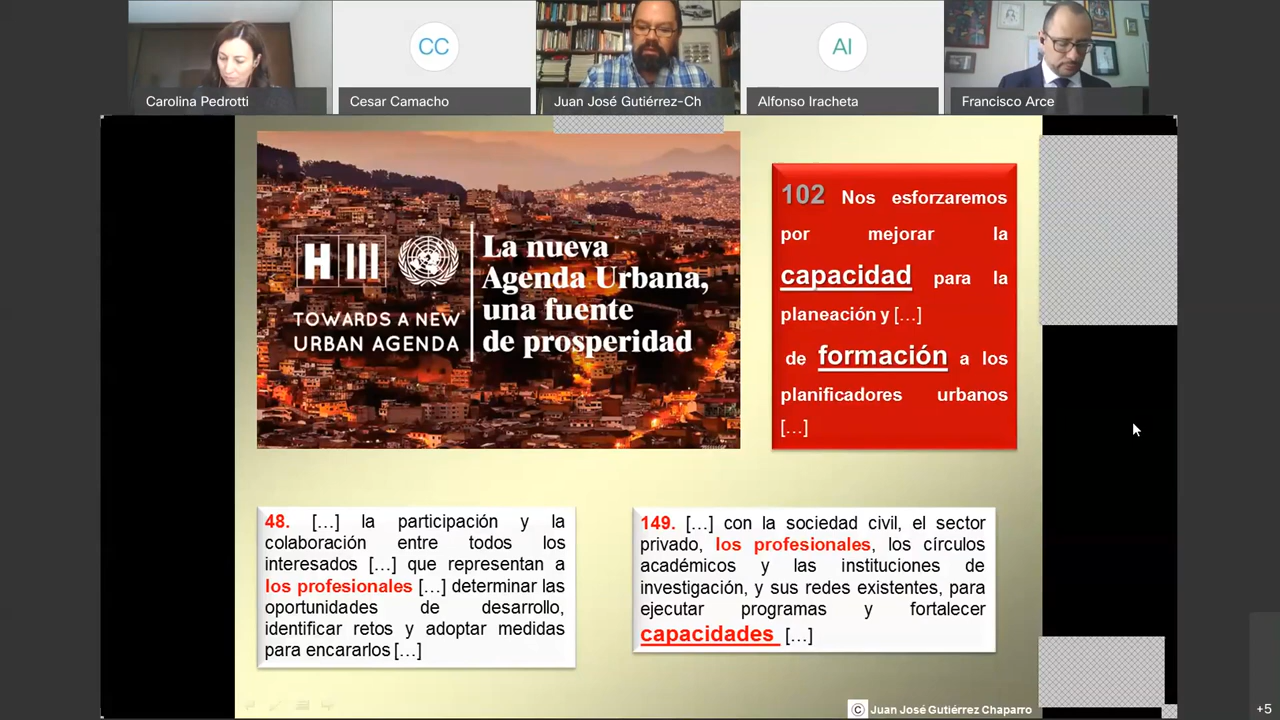 CC
AI
Carolina Pedrotti
Cesar Camacho
Juan José Gutiérrez-Ch
Alfonso Iracheta
Francisco Arce
H III
TOWARDS A NEW
URBAN AGENDA
La nueva
Agenda Urbana,
una fuente
de prosperidad
102 Nos esforzaremos
por mejorar la
capacidad para la
planeación y [...]
de formación a los
planificadores urbanos
[...]
48. [...] la participación y la
colaboración entre todos los
interesados [...] que representan a
los profesionales [...] determinar las
oportunidades de desarrollo,
identificar retos y adoptar medidas
para encararlos [...]
149. [...] con la sociedad civil, el sector
privado, los profesionales, los círculos
académicos y las instituciones de
investigación, y sus redes existentes, para
ejecutar programas y fortalecer
capacidades [...]
© Juan José Gutiérrez Chaparro
+5